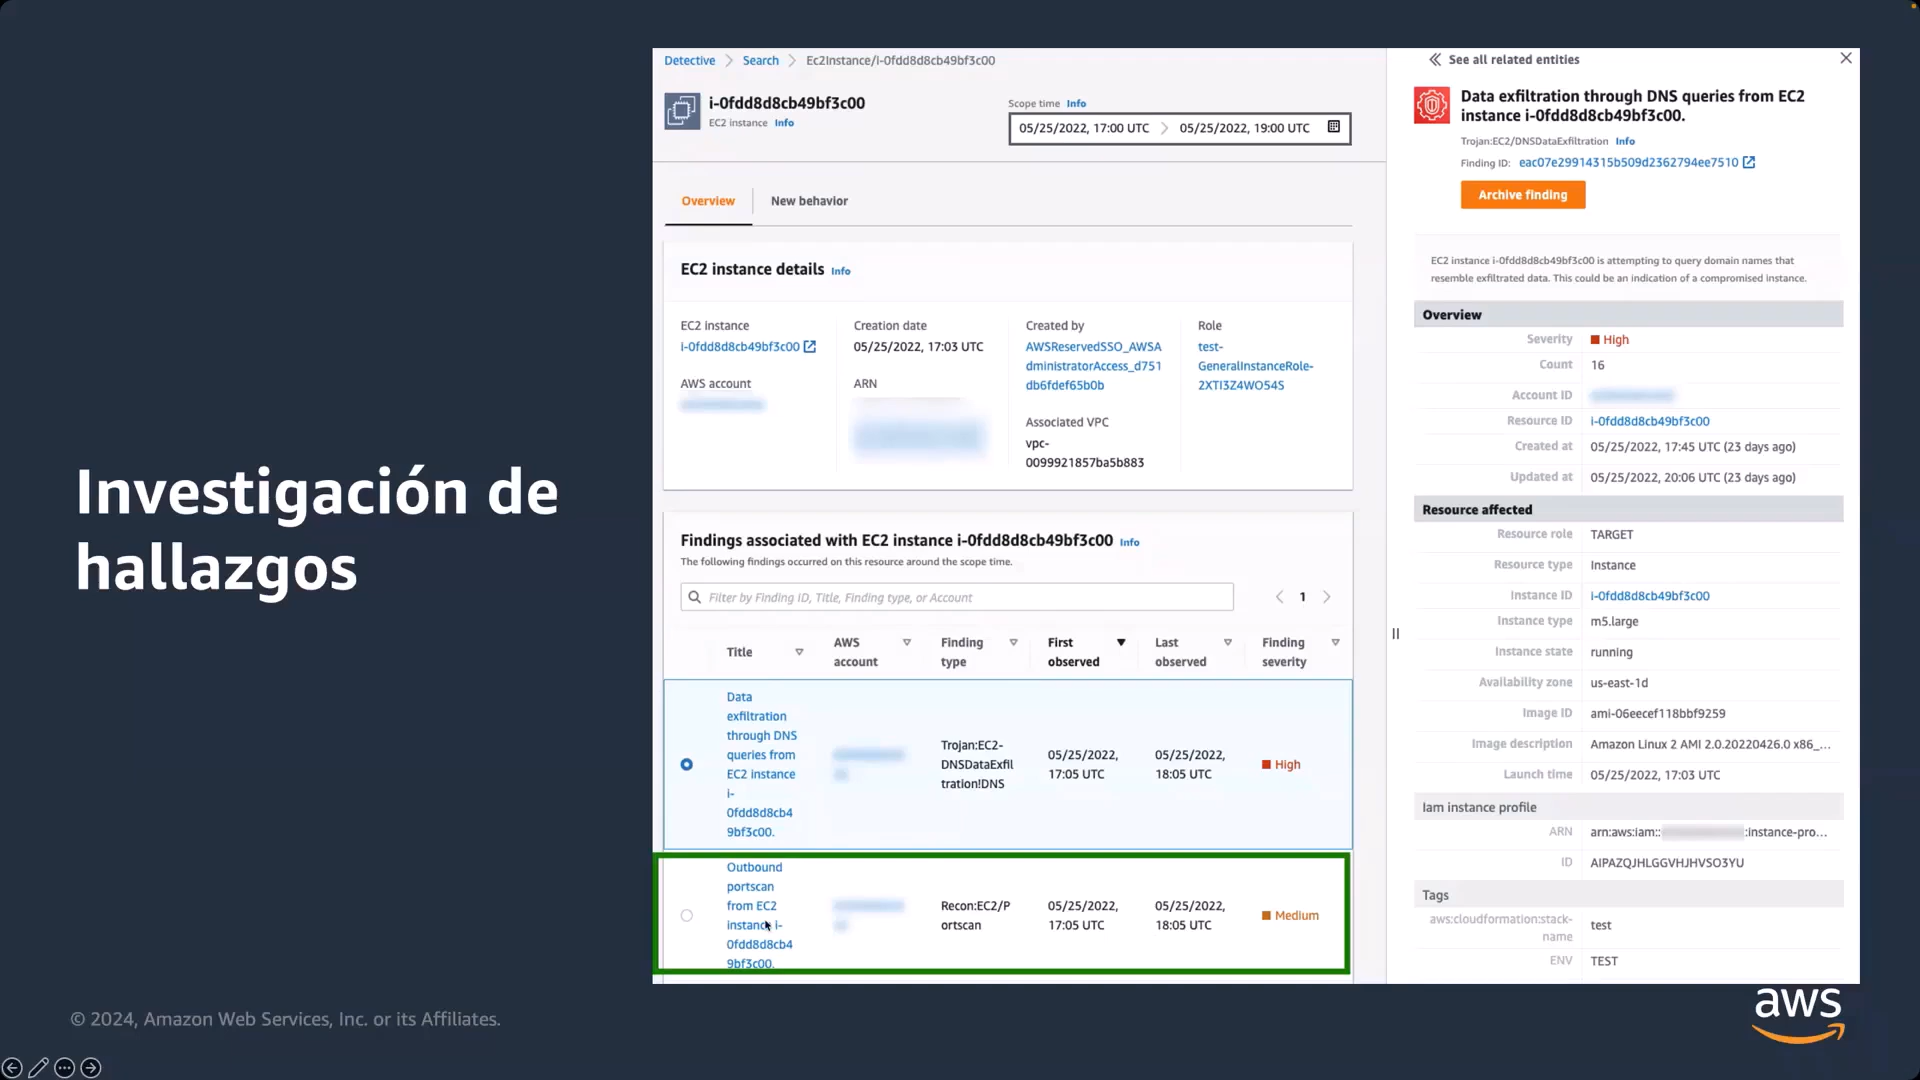 Investigación de
hallazgos
Detective
Search
Ec2Instance/i-0fdd8d8cb49bf3c00
i-0fdd8d8cb49bf3c00
EC2 instance Info
Scope time Info
05/25/2022, 17:00 UTC
05/25/2022, 19:00 UTC
Overview
New behavior
EC2 instance details Info
EC2 instance
i-0fdd8d8cb49bf3c00
AWS account
Creation date
05/25/2022, 17:03 UTC
ARN
Created by
AWSReservedSSO_AWSA
dministratorAccess_d751
db6fdef65b0b
Associated VPC
vpc-
0099921857ba5b883
Role
test-
GeneralInstanceRole-
2XTI3Z4WO54S
Findings associated with EC2 instance i-0fdd8d8cb49bf3c00 Info
The following findings occurred on this resource around the scope time.
Filter by Finding ID, Title, Finding type, or Account
1
Title
AWS
account
Finding
type
First
observed
Last
observed
Finding
severity
Data
exfiltration
through DNS
queries from
EC2 instance
i-
0fdd8d8cb4
9bf3c00.
Trojan:EC2-
DNSDataExfil
tration!DNS
05/25/2022,
17:05 UTC
05/25/2022,
18:05 UTC
High
Outbound
portscan
from EC2
instance i-
0fdd8d8cb4
9bf3c00.
Recon:EC2/P
ortscan
05/25/2022,
17:05 UTC
05/25/2022,
18:05 UTC
Medium
See all related entities
Data exfiltration through DNS queries from EC2
instance i-0fdd8d8cb49bf3c00.
Trojan:EC2/DNSDataExfiltration Info
Finding ID: eac07e29914315b509d2362794ee7510
Archive finding
EC2 instance i-0fdd8d8cb49bf3c00 is attempting to query domain names that
resemble exfiltrated data. This could be an indication of a compromised instance.
Overview
Severity High
Count 16
Account ID
Resource ID i-0fdd8d8cb49bf3c00
Created at 05/25/2022, 17:45 UTC (23 days ago)
Updated at 05/25/2022, 20:06 UTC (23 days ago)
Resource affected
Resource role TARGET
Resource type Instance
Instance ID i-0fdd8d8cb49bf3c00
Instance type m5.large
Instance state running
Availability zone us-east-1d
Image ID ami-06eecef118bbf9259
Image description Amazon Linux 2 AMI 2.0.20220426.0 x86_...
Launch time 05/25/2022, 17:03 UTC
Iam instance profile
ARN arn:aws:iam:: :instance-pro...
ID AIPAZQJHLGGVHJHVSO3YU
Tags
aws:cloudformation:stack-
name test
ENV TEST
© 2024, Amazon Web Services, Inc. or its Affiliates.
aws